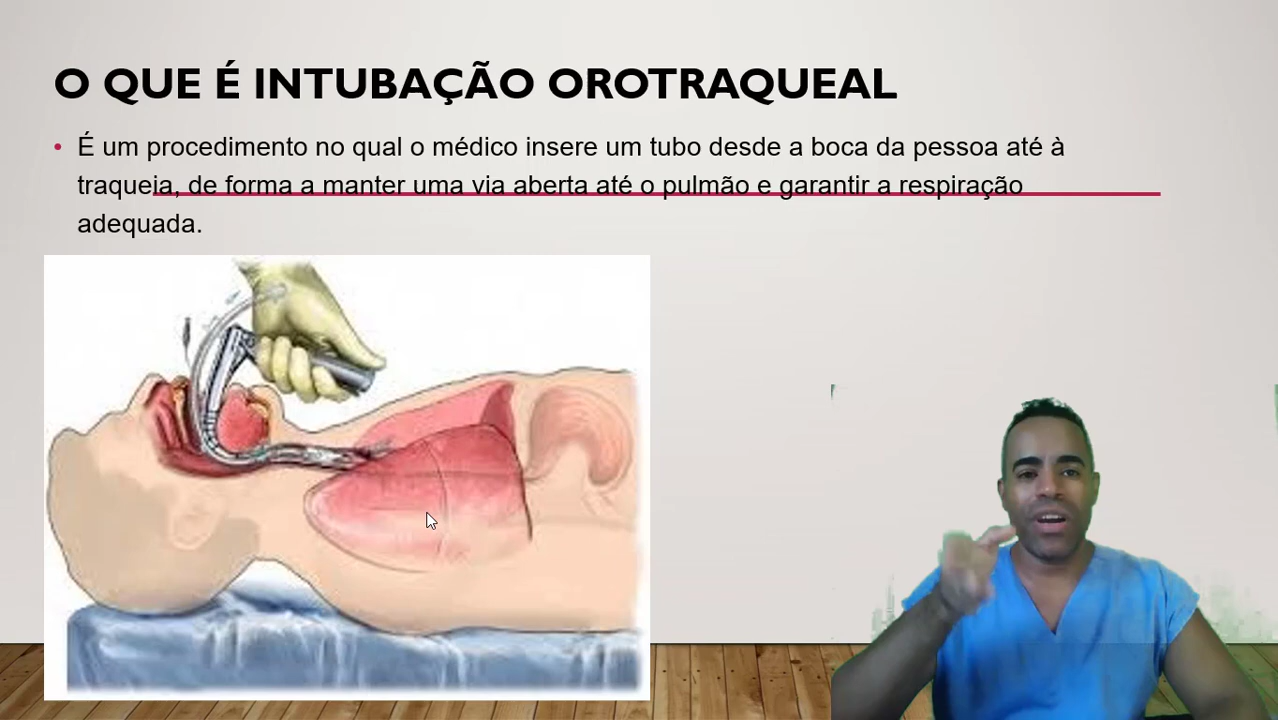 O QUE É INTUBAÇÃO OROTRAQUEAL
• É um procedimento no qual o médico insere um tubo desde a boca da pessoa até à
traqueia, de forma a manter uma via aberta até o pulmão e garantir a respiração
adequada.